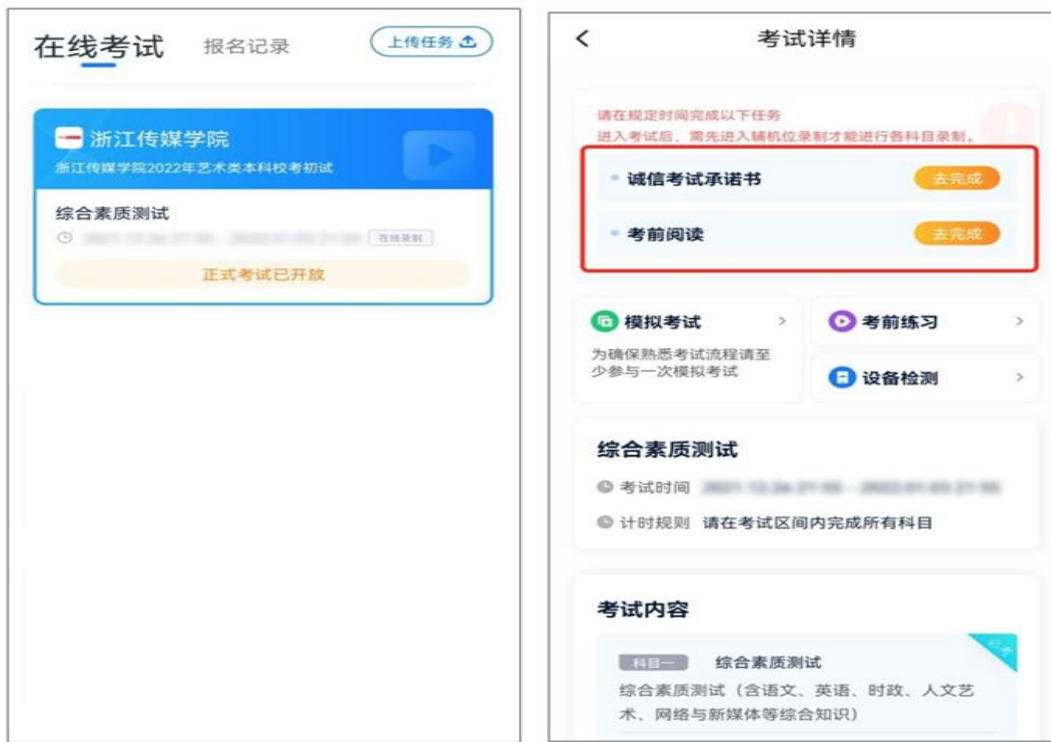 在线考试
报名记录
上传任务
浙江传媒学院
浙江传媒学院2022年艺术类本科校考初试
综合素质测试
在线录制
正式考试已开放
考试详情
请在规定时间完成以下任务
进入考试后，需先进入辅机位录制才能进行各科目录制。
诚信考试承诺书
去完成
考前阅读
去完成
模拟考试
为确保熟悉考试流程请至
少参与一次模拟考试
考前练习
设备检测
综合素质测试
考试时间
计时规则 请在考试区间内完成所有科目
考试内容
科目一 综合素质测试
综合素质测试（含语文、英语、时政、人文艺
术、网络与新媒体等综合知识）